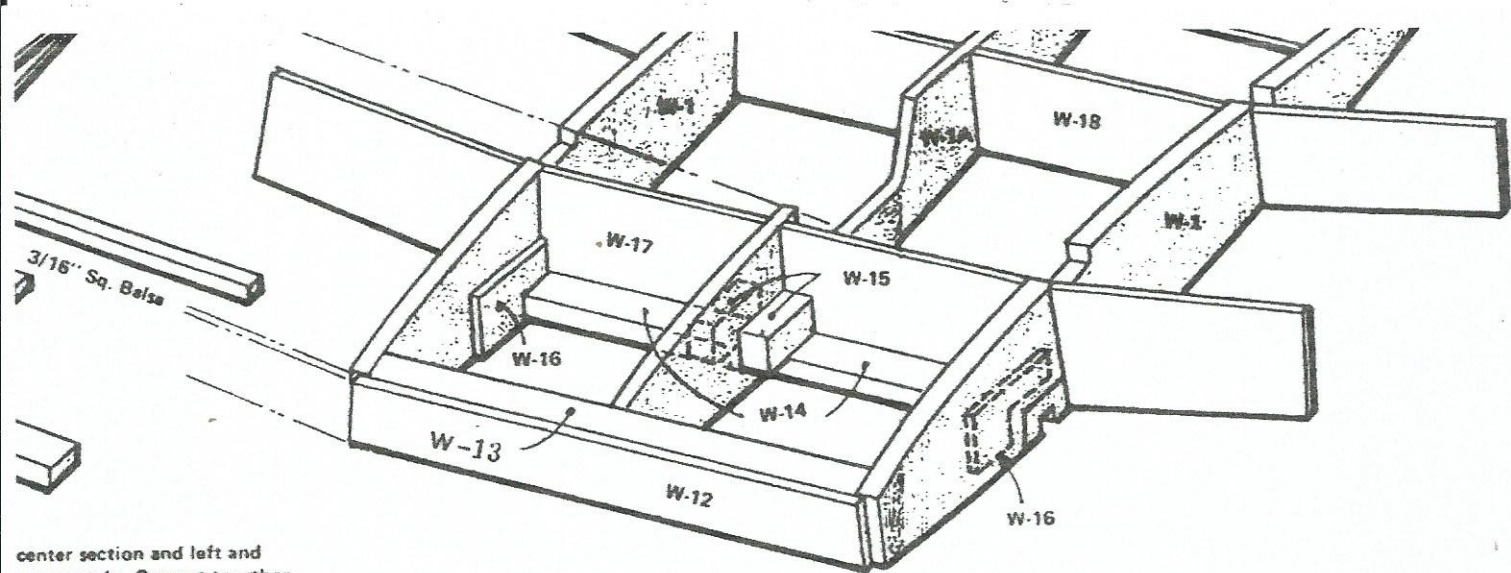 W-1
W-1A
W-18
W-1
W-17
W-15
3/16" Sq. Balsa
W-16
W-14
W-13
W-12
W-16
center section and left and